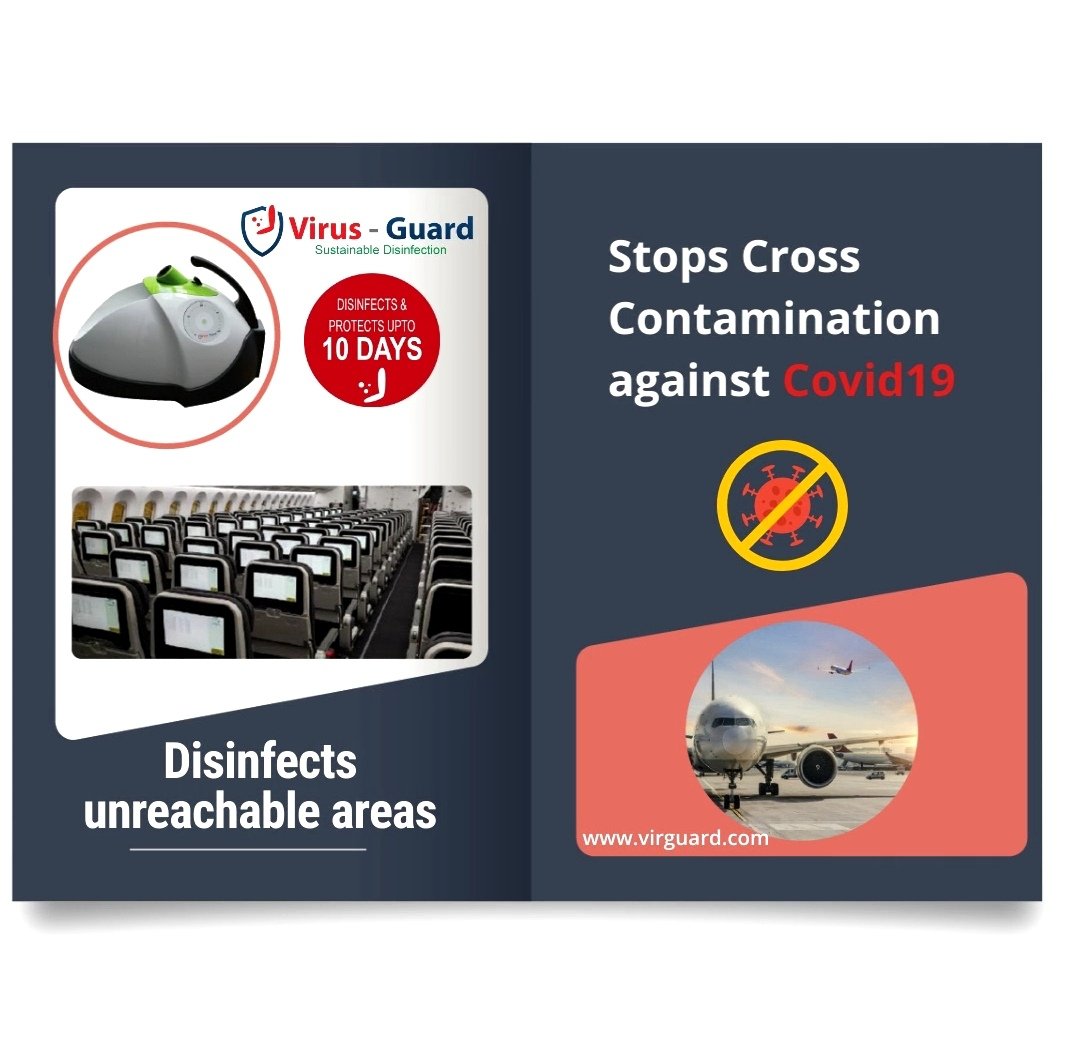 Virus - Guard
Sustainable Disinfection
DISINFECTS &
PROTECTS UPTO
10 DAYS
Disinfects
unreachable areas
Stops Cross
Contamination
against Covid19
www.virguard.com